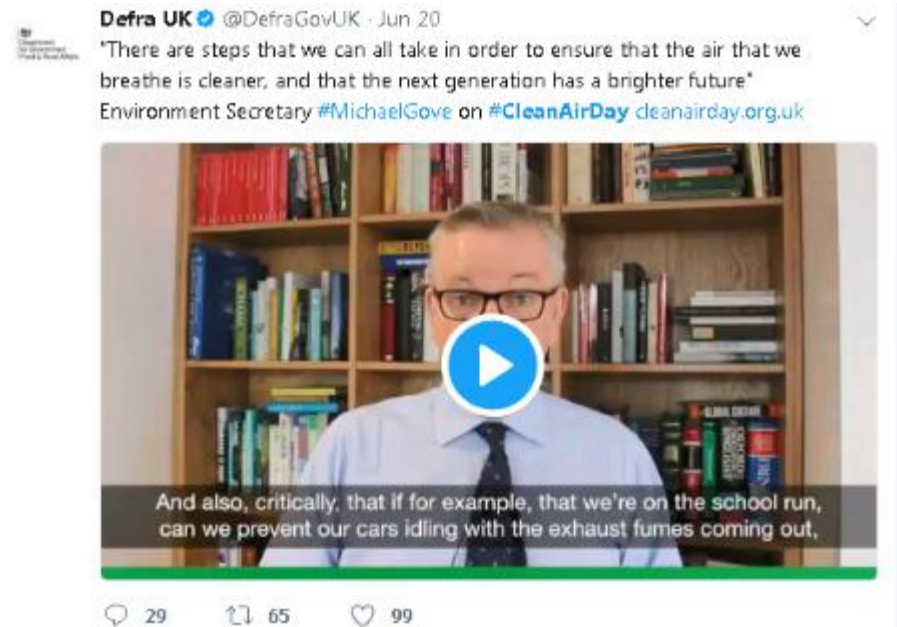 Defra UK @DefraGovUK · Jun 20
"There are steps that we can all take in order to ensure that the air that we
breathe is cleaner, and that the next generation has a brighter future"
Environment Secretary #MichaelGove on #CleanAirDay cleanairday.org.uk
GLOBAL CULTURE
And also, critically, that if for example, that we're on the school run,
can we prevent our cars idling with the exhaust fumes coming out,
29 65 99